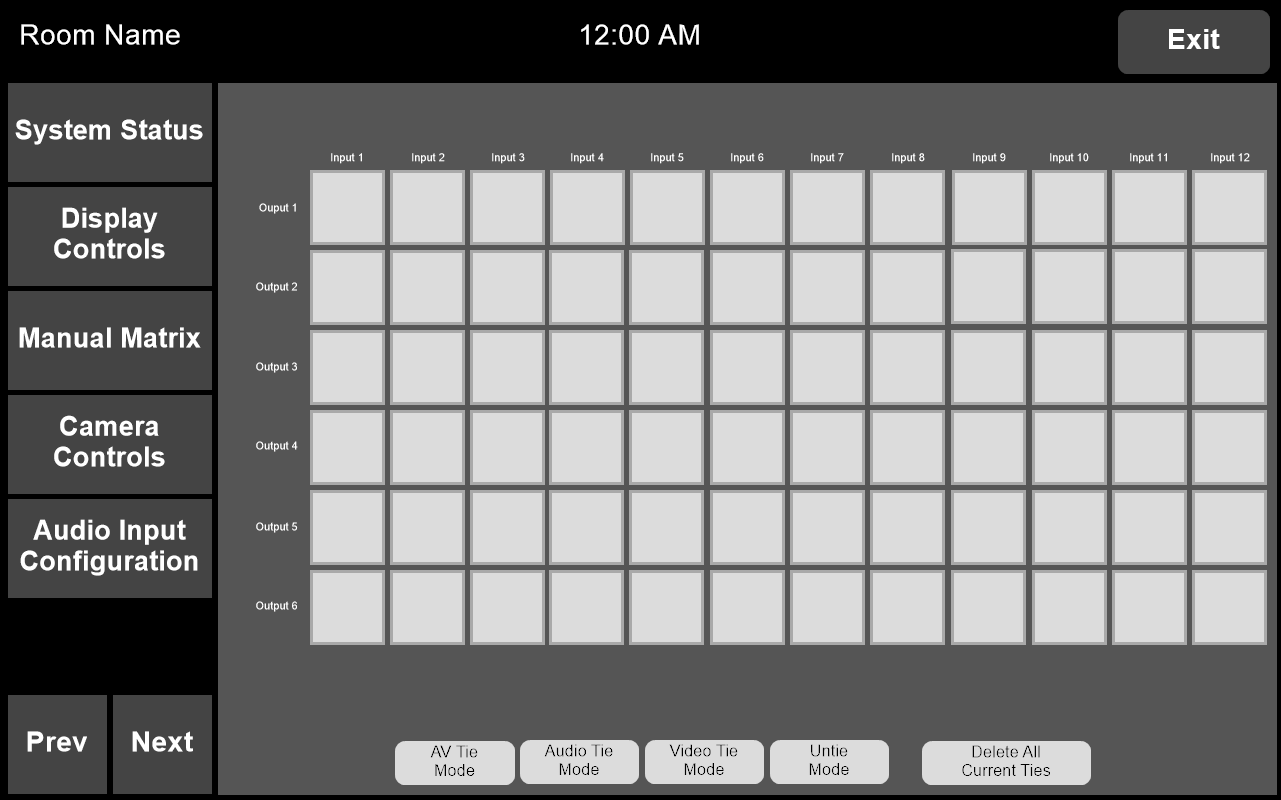 Room Name
12:00 AM
Exit
System Status
Display
Controls
Manual Matrix
Camera
Controls
Audio Input
Configuration
Prev
Next
Input 1
Input 2
Input 3
Input 4
Input 5
Input 6
Input 7
Input 8
Input 9
Input 10
Input 11
Input 12
Ouput 1
Output 2
Output 3
Output 4
Output 5
Output 6
AV Tie
Mode
Audio Tie
Mode
Video Tie
Mode
Untie
Mode
Delete All
Current Ties